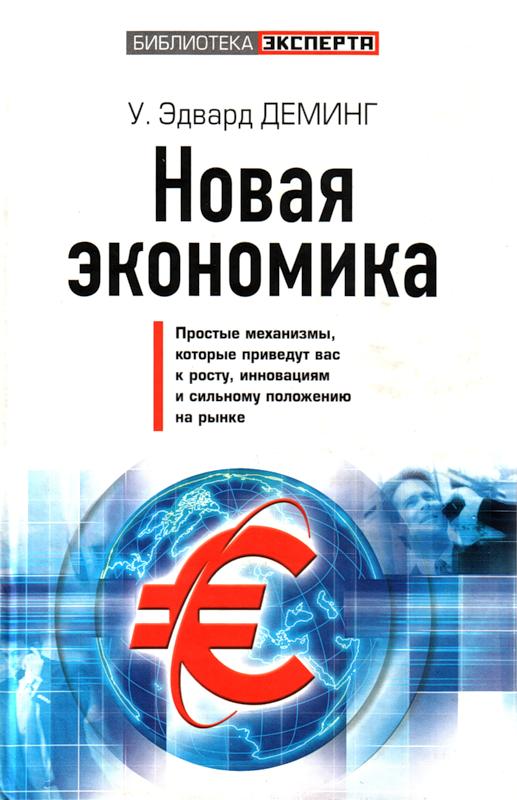 БИБЛИОТЕКА ЭКСПЕРТА
У. Эдвард ДЕМИНГ
Новая
экономика
Простые механизмы,
которые приведут вас
к росту, инновациям
и сильному положению
на рынке